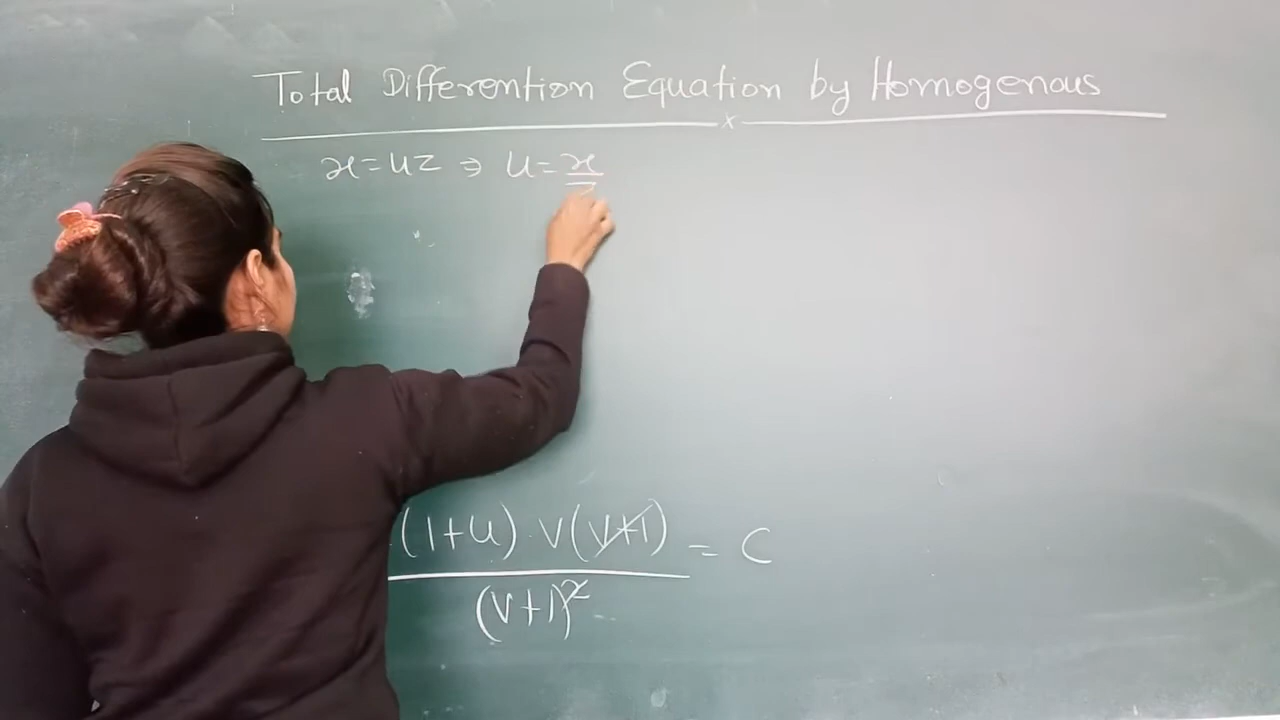 Total Differention Equation by Homogenous
x
x = uz ⇒ u = x/z
(1+u) · v(v+1) / (v+1)² = c